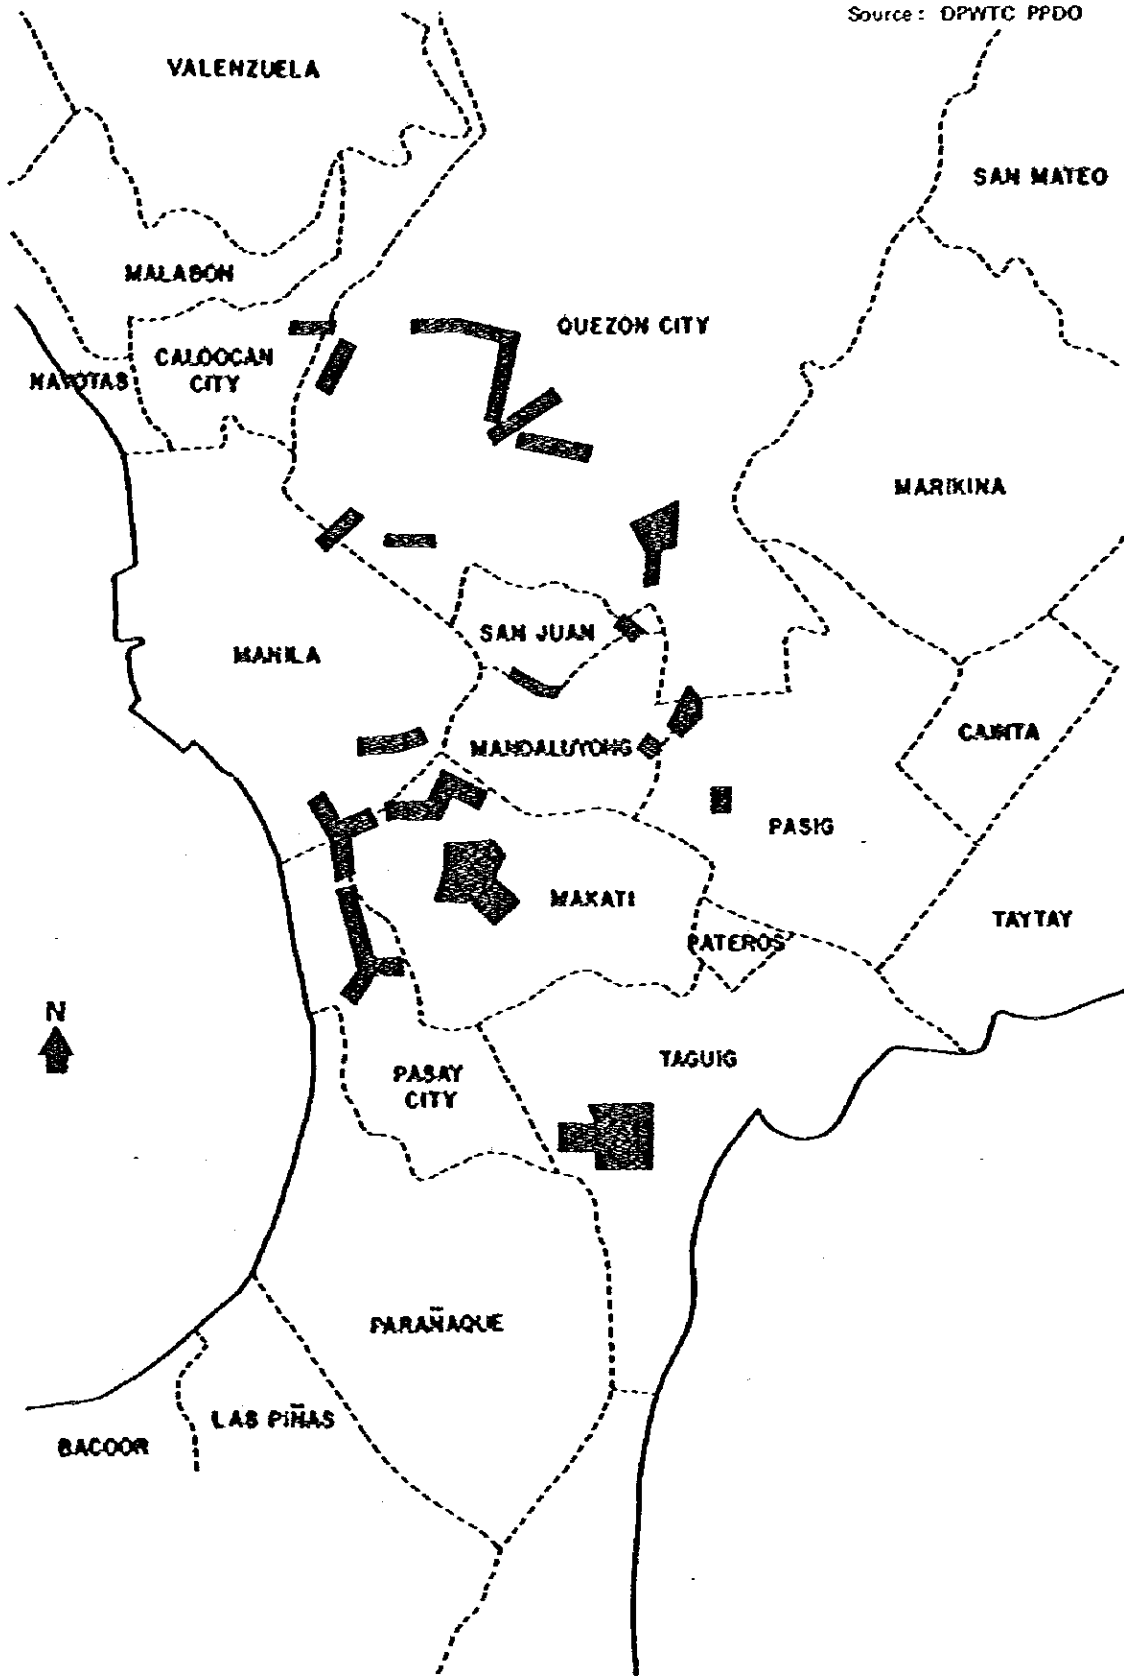 Source: DPWTC PPDO
VALENZUELA
SAN MATEO
MALABON
QUEZON CITY
CALOOCAN
CITY
NAVOTAS
MARIKINA
SAN JUAN
MANILA
CAINTA
MANDALUYONG
PASIG
MAKATI
TAYTAY
PATEROS
N
TAGUIG
PASAY
CITY
PARAÑAQUE
LAS PIÑAS
BACOOR